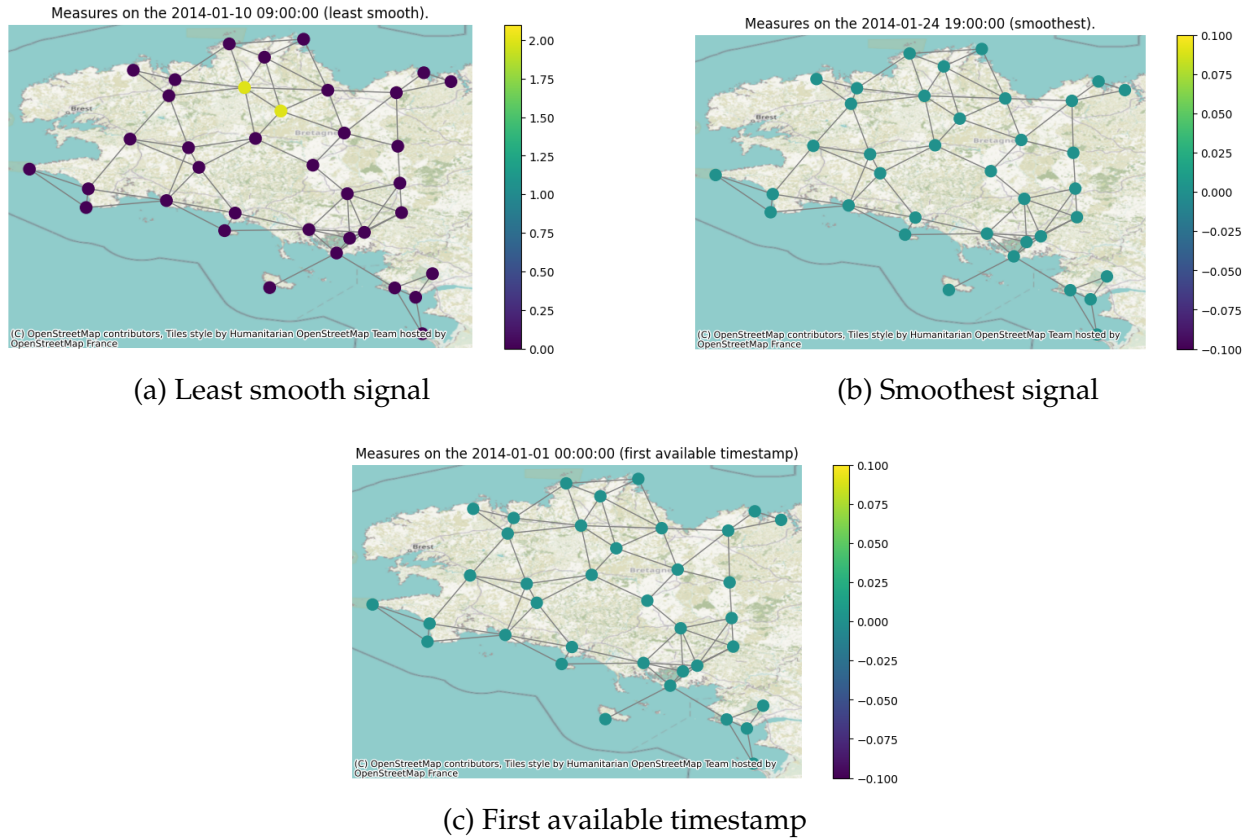 Measures on the 2014-01-10 09:00:00 (least smooth).
Brest
Bretagne
2.00
1.75
1.50
1.25
1.00
0.75
0.50
0.25
0.00
(C) OpenStreetMap contributors, Tiles style by Humanitarian OpenStreetMap Team hosted by
OpenStreetMap France
(a) Least smooth signal
Measures on the 2014-01-24 19:00:00 (smoothest).
Brest
Bretagne
0.100
0.075
0.050
0.025
0.000
−0.025
−0.050
−0.075
−0.100
(C) OpenStreetMap contributors, Tiles style by Humanitarian OpenStreetMap Team hosted by
OpenStreetMap France
(b) Smoothest signal
Measures on the 2014-01-01 00:00:00 (first available timestamp)
Brest
Bretagne
0.100
0.075
0.050
0.025
0.000
−0.025
−0.050
−0.075
−0.100
(C) OpenStreetMap contributors, Tiles style by Humanitarian OpenStreetMap Team hosted by
OpenStreetMap France
(c) First available timestamp